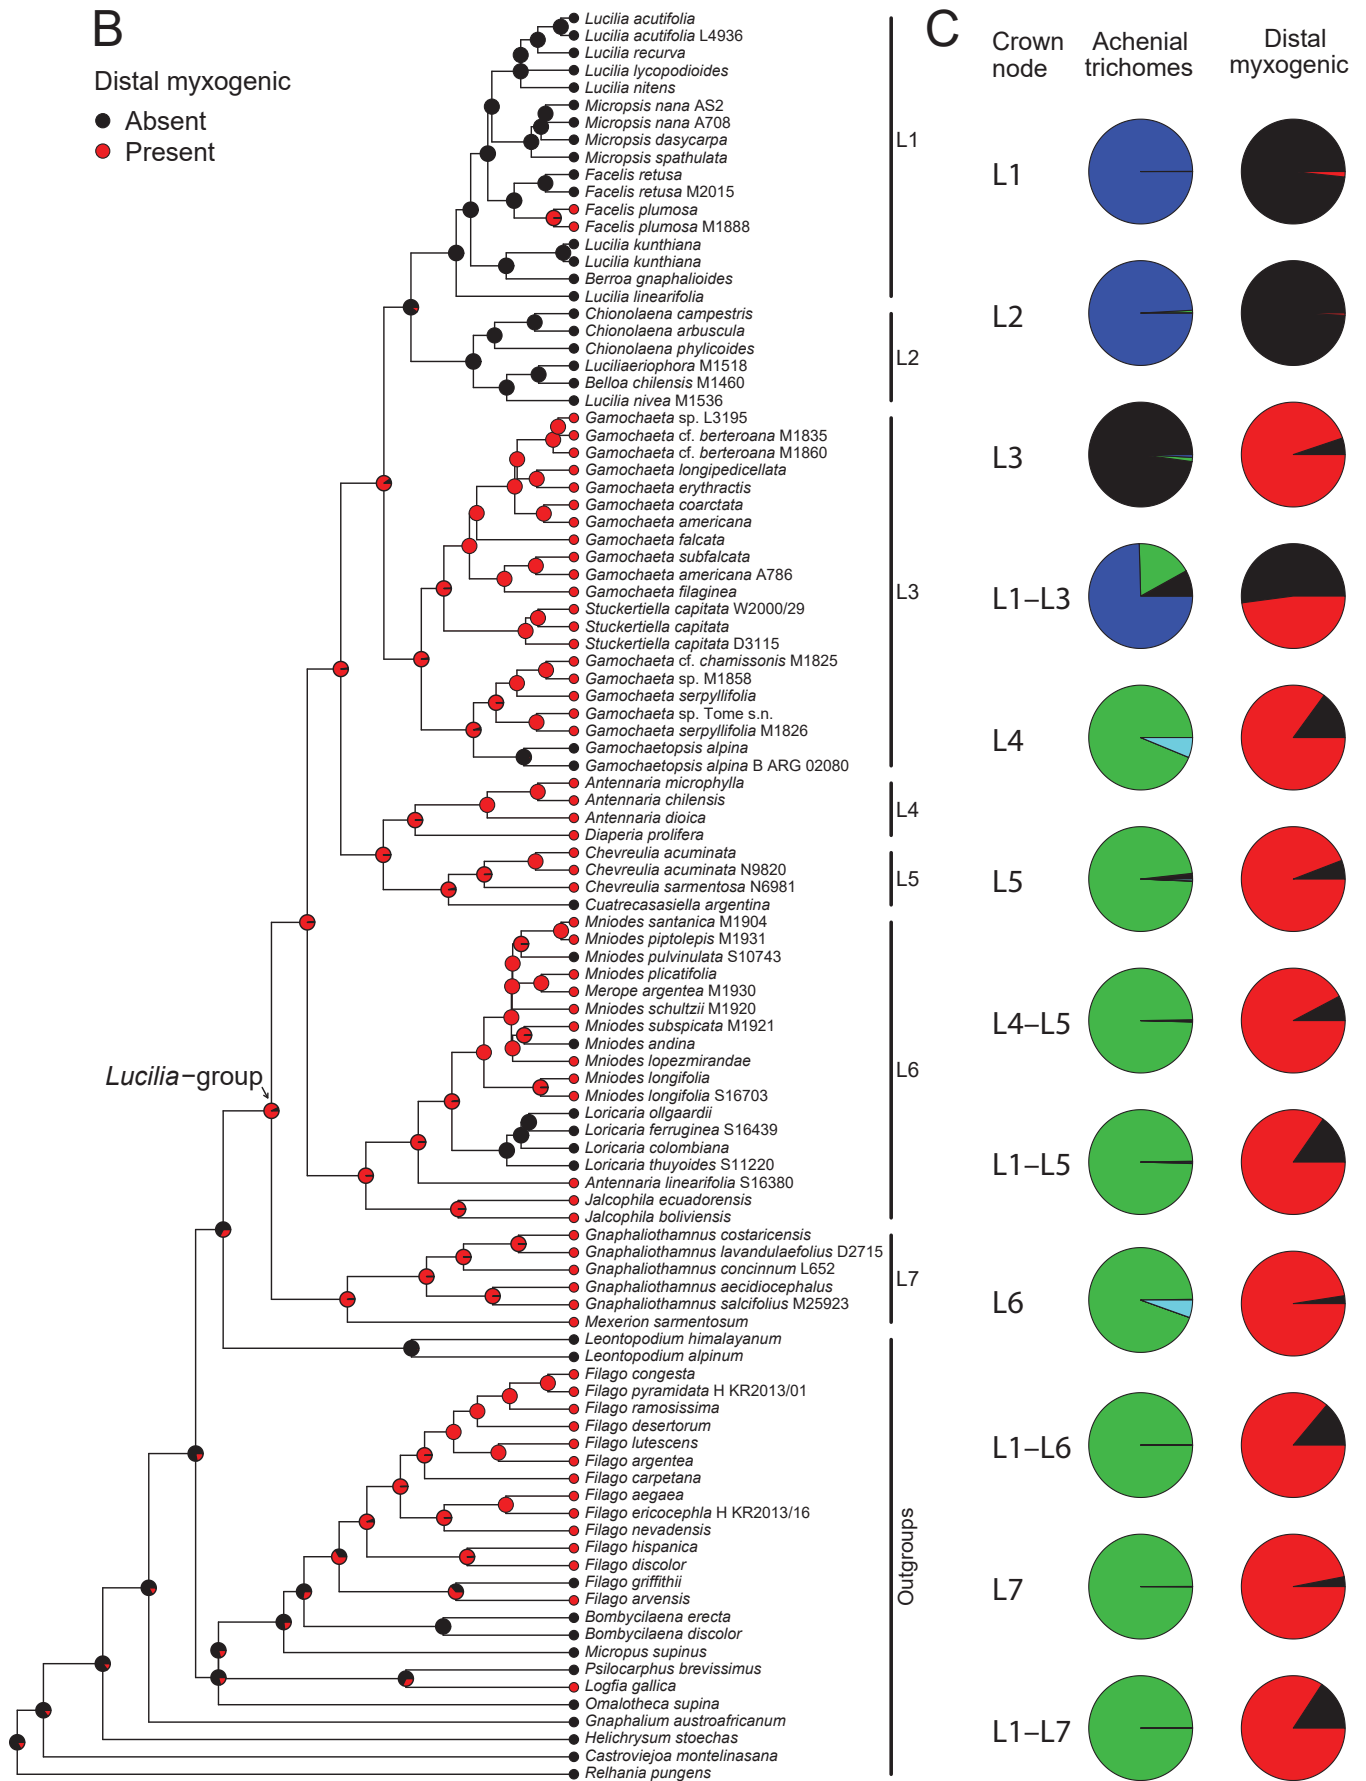 B
Distal myxogenic
Absent
Present
Lucilia acutifolia
Lucilia acutifolia L4936
Lucilia recurva
Lucilia lycopodioides
Lucilia nitens
Micropsis nana AS2
Micropsis nana A708
Micropsis dasycarpa
Micropsis spathulata
Facelis retusa
Facelis retusa M2015
Facelis plumosa
Facelis plumosa M1888
Lucilia kunthiana
Lucilia kunthiana
Berroa gnaphalioides
Lucilia linearifolia
L1
Chionolaena campestris
Chionolaena arbuscula
Chionolaena phylicoides
Luciliaeriophora M1518
Belloa chilensis M1460
Lucilia nivea M1536
L2
Gamochaeta sp. L3195
Gamochaeta cf. berteroana M1835
Gamochaeta cf. berteroana M1860
Gamochaeta longipedicellata
Gamochaeta erythractis
Gamochaeta coarctata
Gamochaeta americana
Gamochaeta falcata
Gamochaeta subfalcata
Gamochaeta americana A786
Gamochaeta filaginea
Stuckertiella capitata W2000/29
Stuckertiella capitata
Stuckertiella capitata D3115
Gamochaeta cf. chamissonis M1825
Gamochaeta sp. M1858
Gamochaeta serpyllifolia
Gamochaeta sp. Tome s.n.
Gamochaeta serpyllifolia M1826
Gamochaetopsis alpina
Gamochaetopsis alpina B ARG 02080
L3
Antennaria microphylla
Antennaria chilensis
Antennaria dioica
Diaperia prolifera
L4
Chevreulia acuminata
Chevreulia acuminata N9820
Chevreulia sarmentosa N6981
Cuatrecasasiella argentina
L5
Mniodes santanica M1904
Mniodes piptolepis M1931
Mniodes pulvinulata S10743
Mniodes plicatifolia
Merope argentea M1930
Mniodes schultzii M1920
Mniodes subspicata M1921
Mniodes andina
Mniodes lopezmirandae
Mniodes longifolia
Mniodes longifolia S16703
Loricaria ollgaardii
Loricaria ferruginea S16439
Loricaria colombiana
Loricaria thuyoides S11220
Antennaria linearifolia S16380
Jalcophila ecuadorensis
Jalcophila boliviensis
L6
Lucilia−group
Gnaphaliothamnus costaricensis
Gnaphaliothamnus lavandulaefolius D2715
Gnaphaliothamnus concinnum L652
Gnaphaliothamnus aecidiocephalus
Gnaphaliothamnus salcifolius M25923
Mexerion sarmentosum
L7
Leontopodium himalayanum
Leontopodium alpinum
Filago congesta
Filago pyramidata H KR2013/01
Filago ramosissima
Filago desertorum
Filago lutescens
Filago argentea
Filago carpetana
Filago aegaea
Filago ericocephla H KR2013/16
Filago nevadensis
Filago hispanica
Filago discolor
Filago griffithii
Filago arvensis
Bombycilaena erecta
Bombycilaena discolor
Micropus supinus
Psilocarphus brevissimus
Logfia gallica
Omalotheca supina
Gnaphalium austroafricanum
Helichrysum stoechas
Castroviejoa montelinasana
Relhania pungens
Outgroups
C
Crown
node
Achenial
trichomes
Distal
myxogenic
L1
L2
L3
L1–L3
L4
L5
L4–L5
L1–L5
L6
L1–L6
L7
L1–L7